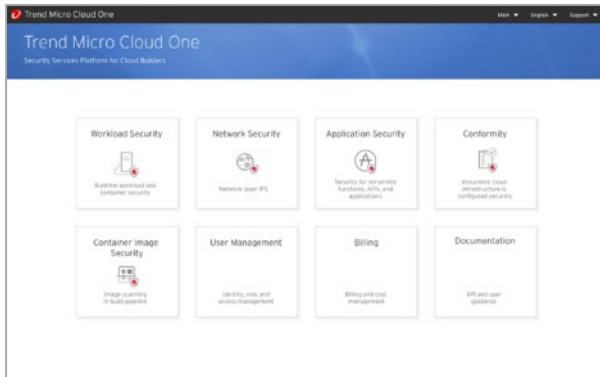 Trend Micro Cloud One
Mark English Support
Trend Micro Cloud One
Security Services Platform for Cloud Builders
Workload Security
Runtime workload and
container security
Network Security
Network layer IPS
Application Security
Security for serverless
functions, APIs, and
applications
Conformity
Assurance cloud
infrastructure is
configured securely
Container Image
Security
Image scanning
in build pipeline
User Management
Identity, role, and
access management
Billing
Billing and cost
management
Documentation
API and user
guidance